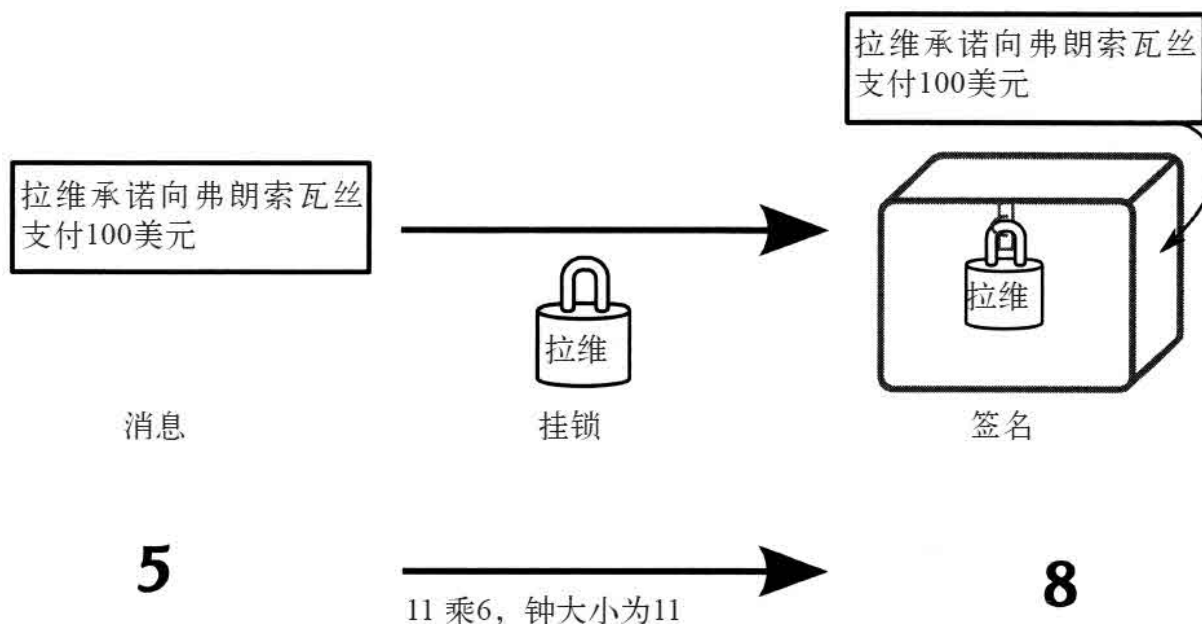 拉维承诺向弗朗索瓦丝
支付100美元
拉维承诺向弗朗索瓦丝
支付100美元
拉维
拉维
消息
挂锁
签名
5
11 乘6，钟大小为11
8